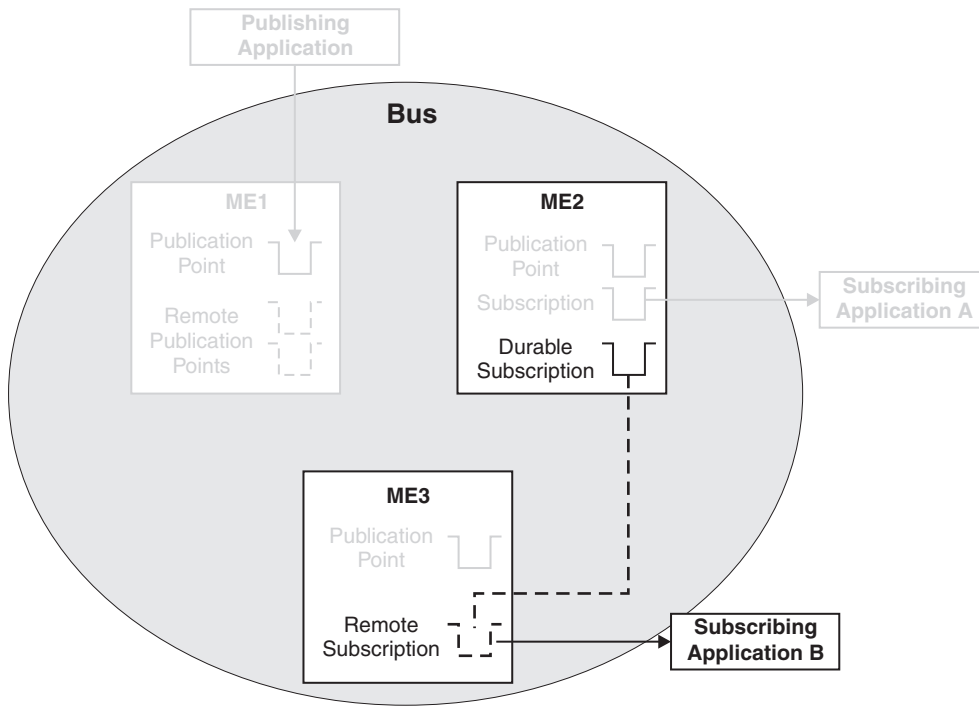 Publishing
Application
Bus
ME1
Publication
Point
Remote
Publication
Points
ME2
Publication
Point
Subscription
Durable
Subscription
Subscribing
Application A
ME3
Publication
Point
Remote
Subscription
Subscribing
Application B